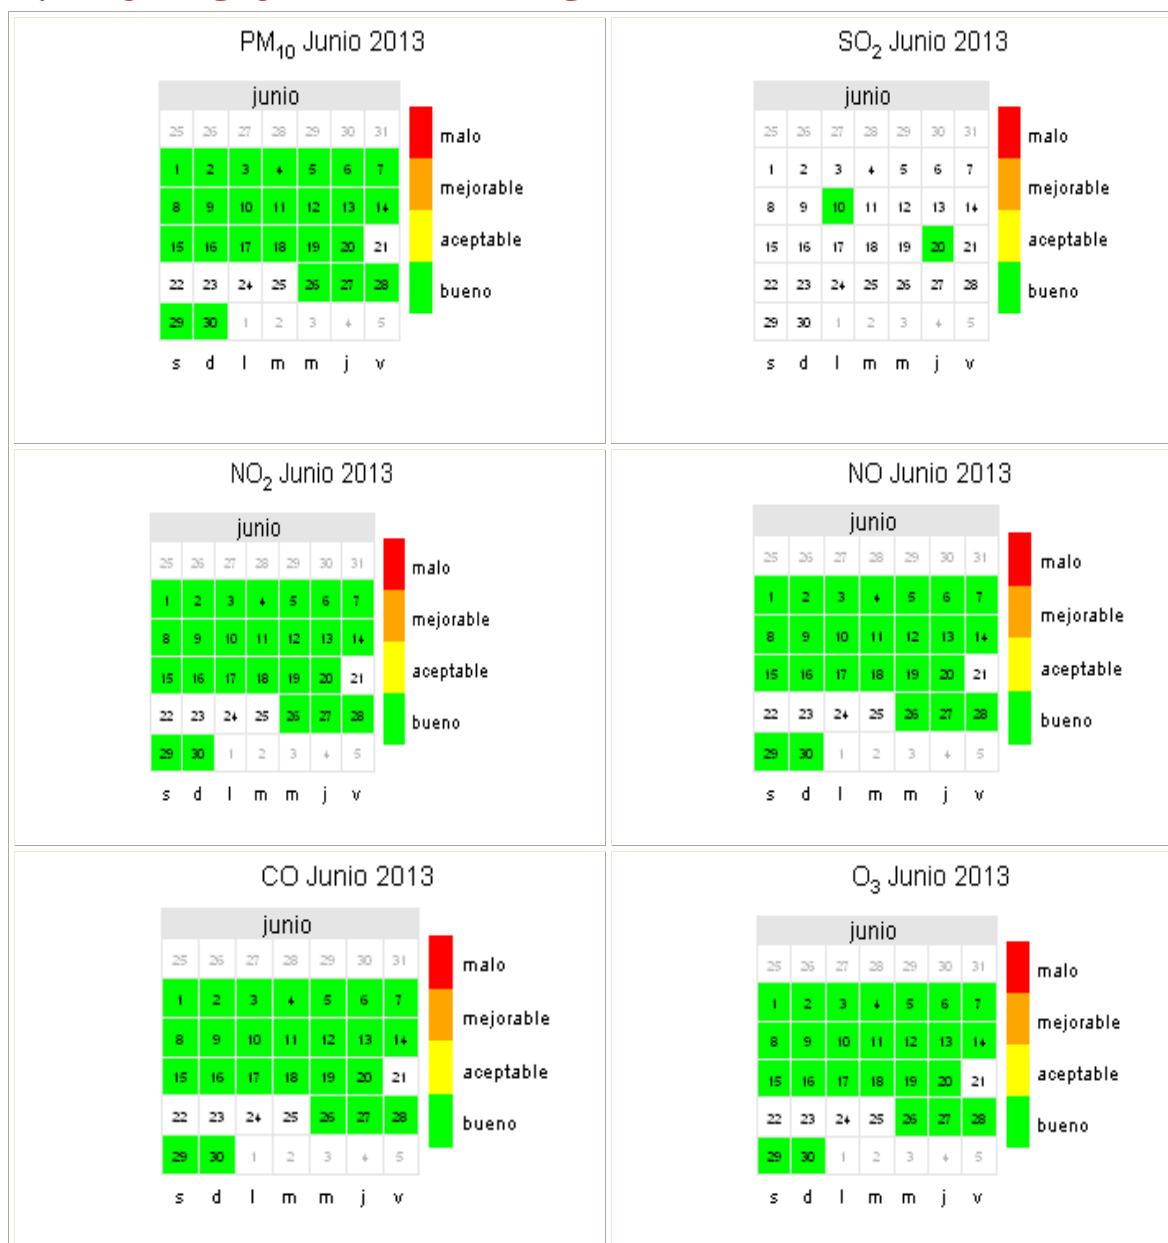 PM10 Junio 2013
junio
25 26 27 28 29 30 31
1 2 3 4 5 6 7
8 9 10 11 12 13 14
15 16 17 18 19 20 21
22 23 24 25 26 27 28
29 30 1 2 3 4 5
s d l m m j v
malo
mejorable
aceptable
bueno
SO2 Junio 2013
junio
25 26 27 28 29 30 31
1 2 3 4 5 6 7
8 9 10 11 12 13 14
15 16 17 18 19 20 21
22 23 24 25 26 27 28
29 30 1 2 3 4 5
s d l m m j v
malo
mejorable
aceptable
bueno
NO2 Junio 2013
junio
25 26 27 28 29 30 31
1 2 3 4 5 6 7
8 9 10 11 12 13 14
15 16 17 18 19 20 21
22 23 24 25 26 27 28
29 30 1 2 3 4 5
s d l m m j v
malo
mejorable
aceptable
bueno
NO Junio 2013
junio
25 26 27 28 29 30 31
1 2 3 4 5 6 7
8 9 10 11 12 13 14
15 16 17 18 19 20 21
22 23 24 25 26 27 28
29 30 1 2 3 4 5
s d l m m j v
malo
mejorable
aceptable
bueno
CO Junio 2013
junio
25 26 27 28 29 30 31
1 2 3 4 5 6 7
8 9 10 11 12 13 14
15 16 17 18 19 20 21
22 23 24 25 26 27 28
29 30 1 2 3 4 5
s d l m m j v
malo
mejorable
aceptable
bueno
O3 Junio 2013
junio
25 26 27 28 29 30 31
1 2 3 4 5 6 7
8 9 10 11 12 13 14
15 16 17 18 19 20 21
22 23 24 25 26 27 28
29 30 1 2 3 4 5
s d l m m j v
malo
mejorable
aceptable
bueno